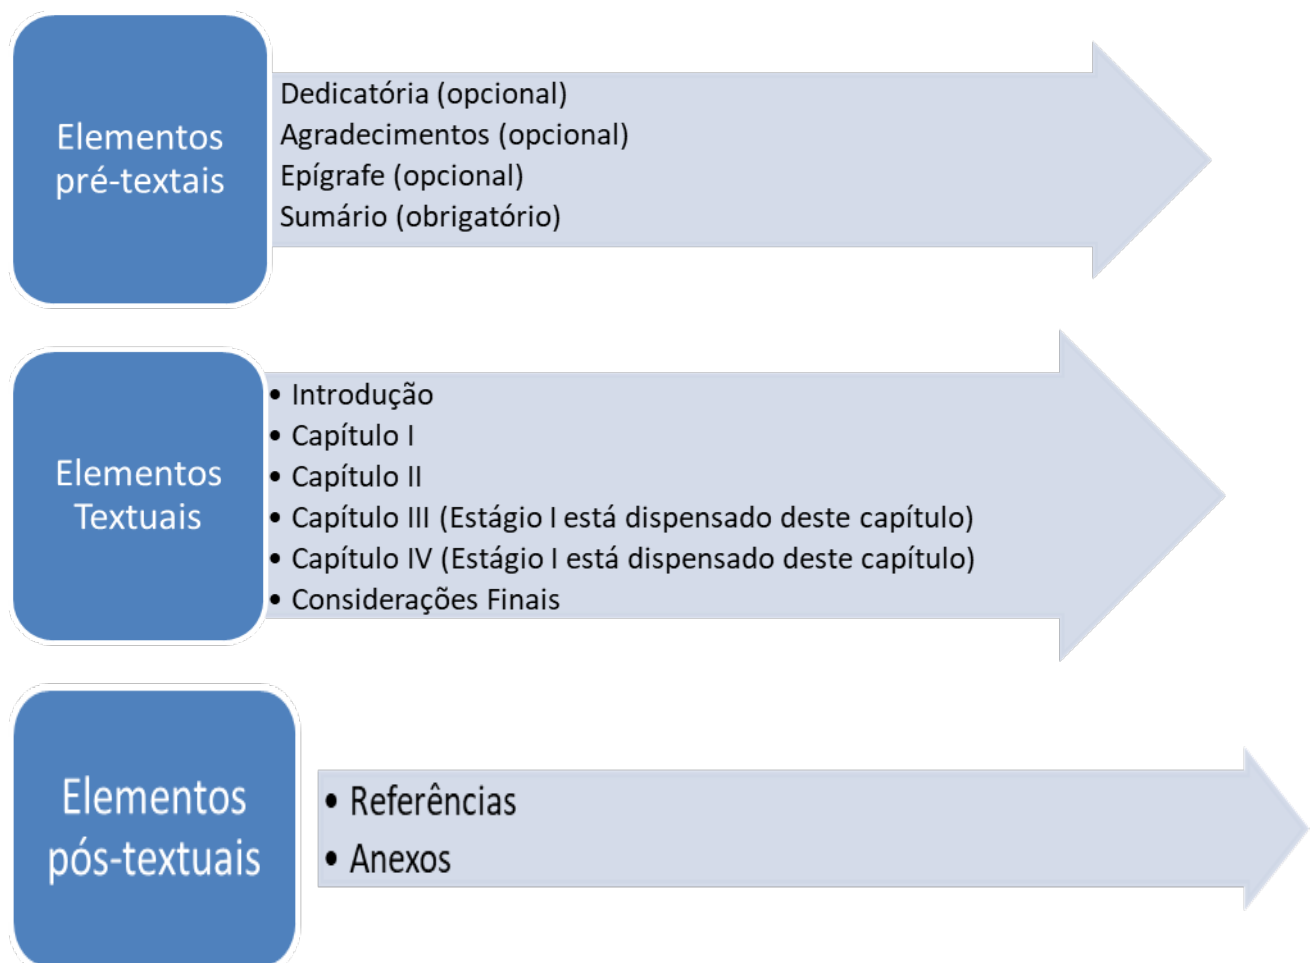 Elementos
pré-textais
Dedicatória (opcional)
Agradecimentos (opcional)
Epígrafe (opcional)
Sumário (obrigatório)
Elementos
Textuais
• Introdução
• Capítulo I
• Capítulo II
• Capítulo III (Estágio I está dispensado deste capítulo)
• Capítulo IV (Estágio I está dispensado deste capítulo)
• Considerações Finais
Elementos
pós-textuais
• Referências
• Anexos